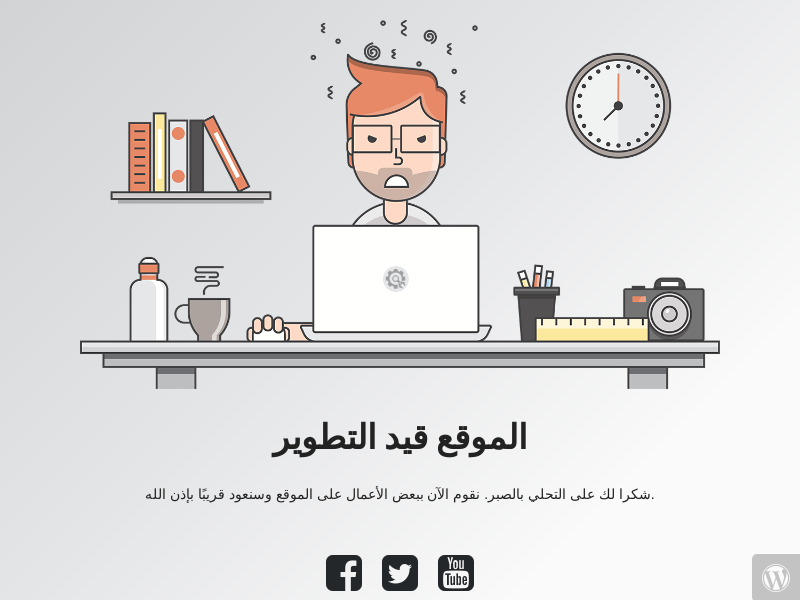 الموقع قيد التطوير
شكرا لك على التحلي بالصبر. نقوم الآن ببعض الأعمال على الموقع وسنعود قريبًا بإذن الله.
You
Tube